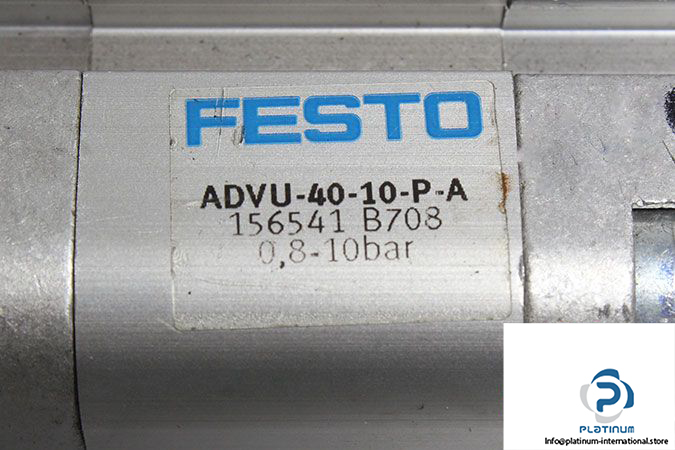 FESTO
ADVU-40-10-P-A
156541 B708
0,8-10bar
PLATINUM
Info@platinum-international.store